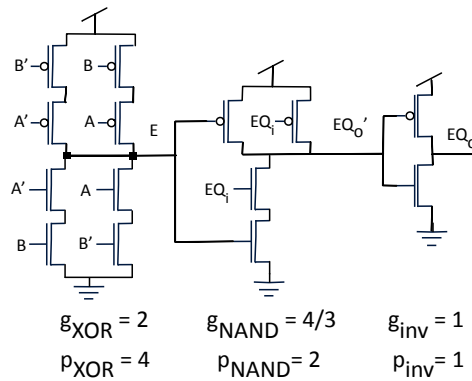 B' B
A' A E EQi EQo' EQo
A' A EQi
B B'
gXOR = 2 gNAND = 4/3 ginv = 1
pXOR = 4 pNAND = 2 pinv = 1